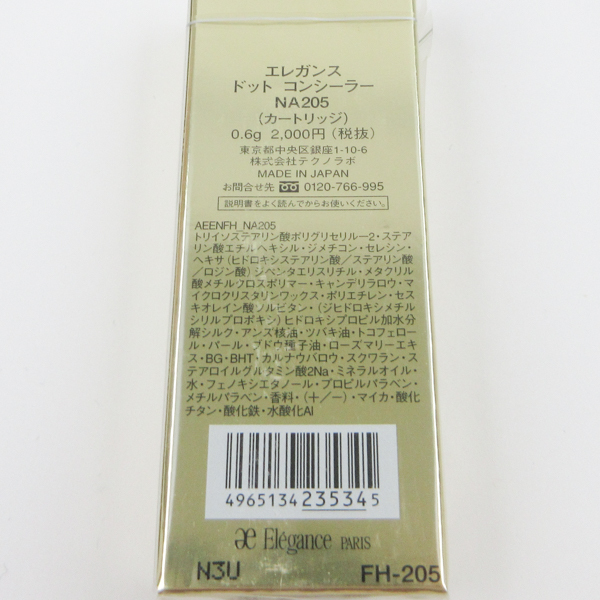 エレガンス
ドット コンシーラー
NA205
（カートリッジ）
0.6g 2,000円（税抜）
東京都中央区銀座1-10-6
株式会社テクノラボ
MADE IN JAPAN
お問合せ先 0120-766-995
説明書をよく読んでからお使いください。
AEENFH_NA205
トリイソステアリン酸ポリグリセリル−2・ステア
リン酸エチルヘキシル・ジメチコン・セレシン・
ヘキサ（ヒドロキシステアリン酸／ステアリン酸
／ロジン酸）ジペンタエリスリチル・メタクリル
酸メチルクロスポリマー・キャンデリラロウ・マ
イクロクリスタリンワックス・ポリエチレン・セス
キオレイン酸ソルビタン・（ジヒドロキシメチル
シリルプロポキシ）ヒドロキシプロピル加水分
解シルク・アンズ核油・ツバキ油・トコフェロー
ル・パール・ブドウ種子油・ローズマリーエキ
ス・BG・BHT・カルナウバロウ・スクワラン・ス
テアロイルグルタミン酸2Na・ミネラルオイル・
水・フェノキシエタノール・プロピルパラベン・
メチルパラベン・香料・（＋／−）・マイカ・酸化
チタン・酸化鉄・水酸化Al
4965134235345
æ Elégance PARIS
N3U FH-205